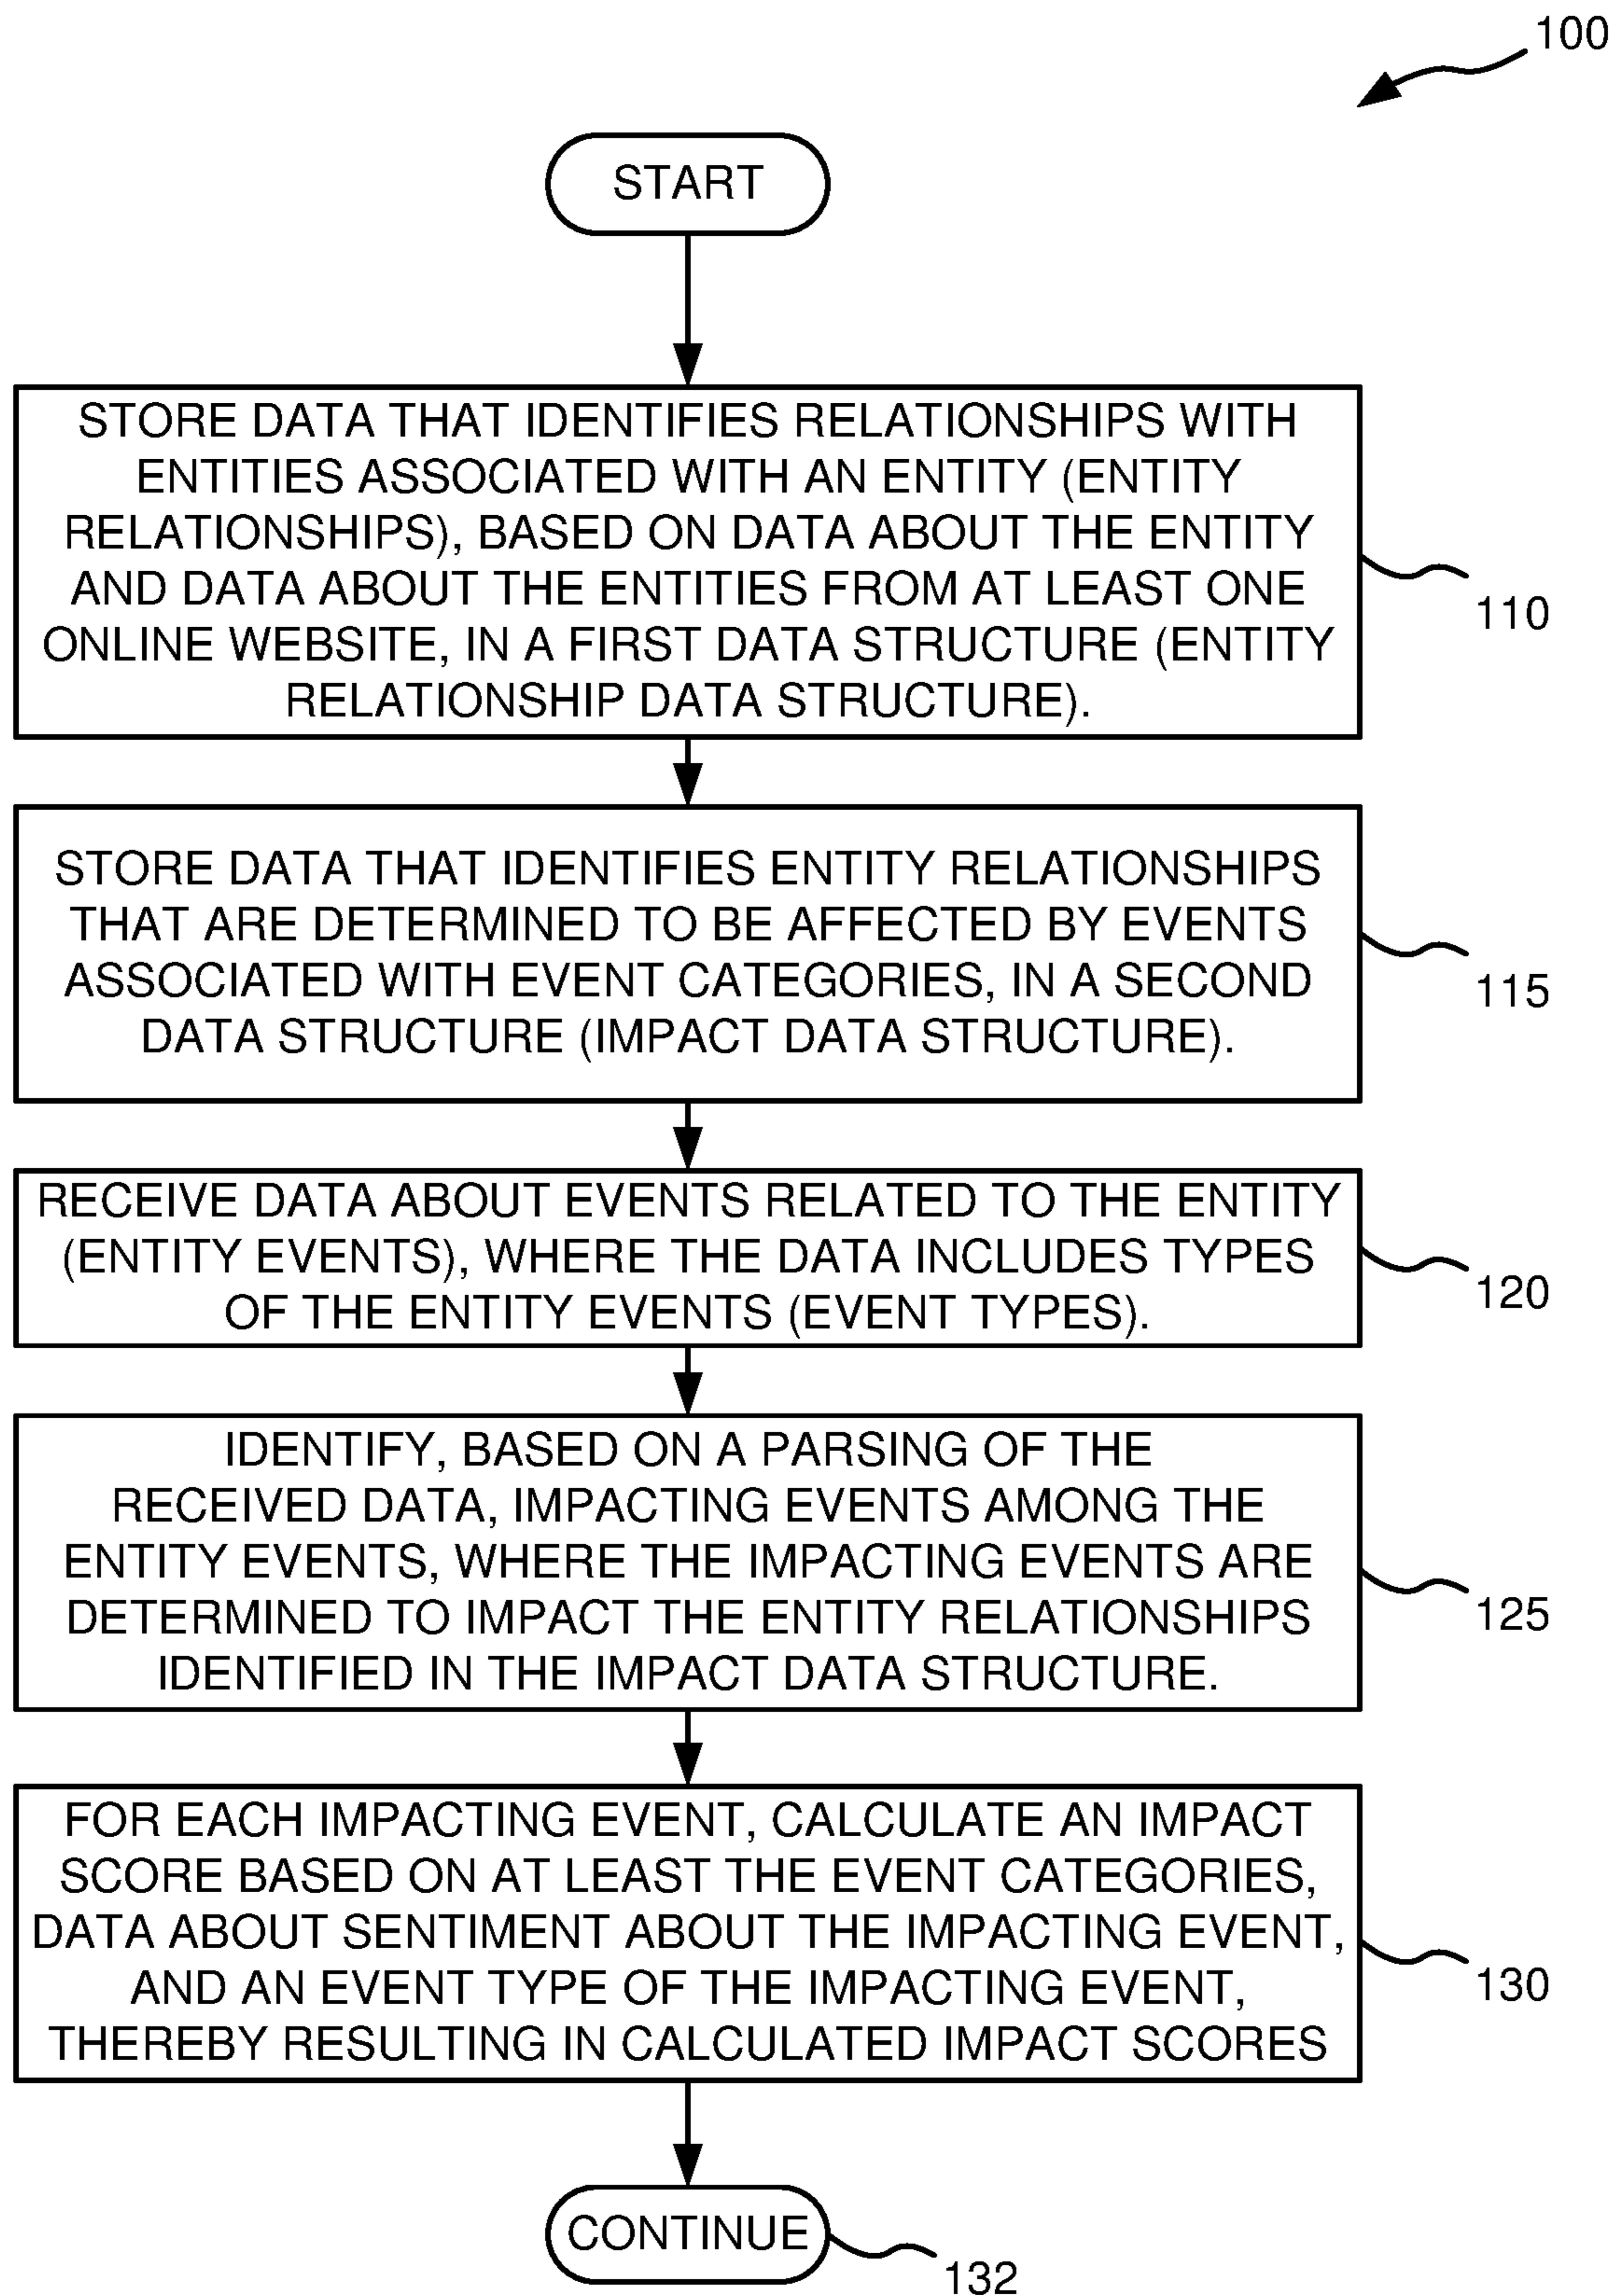 100
START
STORE DATA THAT IDENTIFIES RELATIONSHIPS WITH
ENTITIES ASSOCIATED WITH AN ENTITY (ENTITY
RELATIONSHIPS), BASED ON DATA ABOUT THE ENTITY
AND DATA ABOUT THE ENTITIES FROM AT LEAST ONE
ONLINE WEBSITE, IN A FIRST DATA STRUCTURE (ENTITY
RELATIONSHIP DATA STRUCTURE).
110
STORE DATA THAT IDENTIFIES ENTITY RELATIONSHIPS
THAT ARE DETERMINED TO BE AFFECTED BY EVENTS
ASSOCIATED WITH EVENT CATEGORIES, IN A SECOND
DATA STRUCTURE (IMPACT DATA STRUCTURE).
115
RECEIVE DATA ABOUT EVENTS RELATED TO THE ENTITY
(ENTITY EVENTS), WHERE THE DATA INCLUDES TYPES
OF THE ENTITY EVENTS (EVENT TYPES).
120
IDENTIFY, BASED ON A PARSING OF THE
RECEIVED DATA, IMPACTING EVENTS AMONG THE
ENTITY EVENTS, WHERE THE IMPACTING EVENTS ARE
DETERMINED TO IMPACT THE ENTITY RELATIONSHIPS
IDENTIFIED IN THE IMPACT DATA STRUCTURE.
125
FOR EACH IMPACTING EVENT, CALCULATE AN IMPACT
SCORE BASED ON AT LEAST THE EVENT CATEGORIES,
DATA ABOUT SENTIMENT ABOUT THE IMPACTING EVENT,
AND AN EVENT TYPE OF THE IMPACTING EVENT,
THEREBY RESULTING IN CALCULATED IMPACT SCORES
130
CONTINUE
132